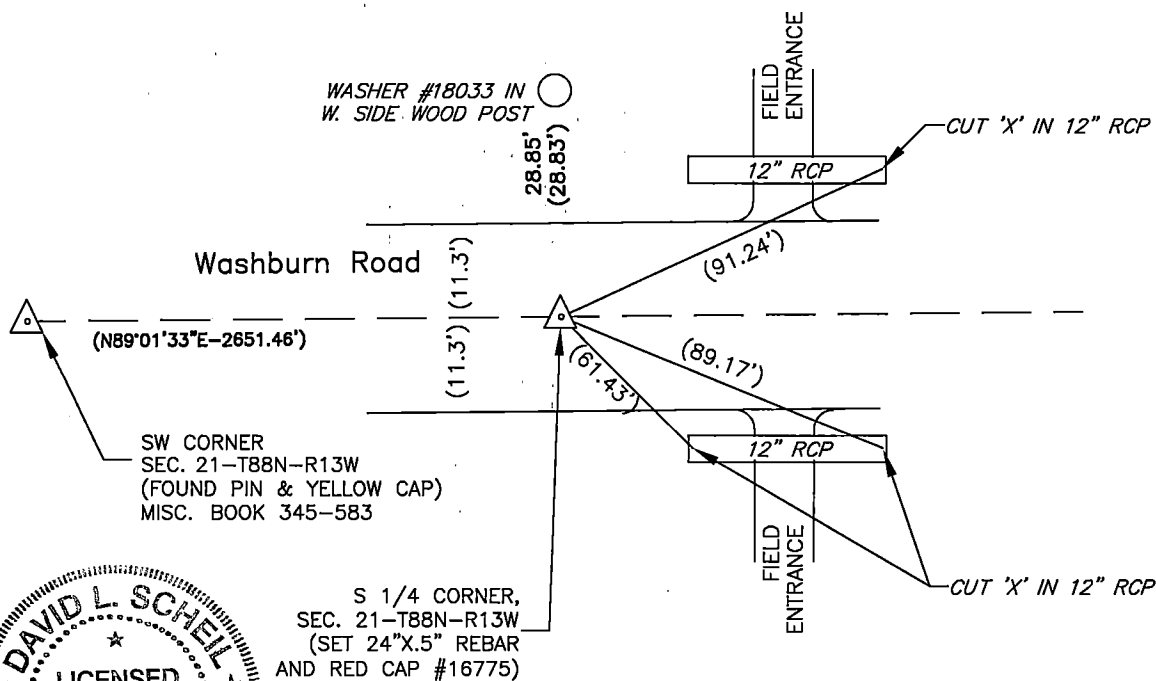 WASHER #18033 IN
W. SIDE WOOD POST
28.85'
(28.83')
FIELD
ENTRANCE
CUT 'X' IN 12" RCP
12" RCP
(91.24')
Washburn Road
(11.3')
(11.3')
(N89°01'33"E-2651.46')
(61.43')
(89.17')
12" RCP
SW CORNER
SEC. 21-T88N-R13W
(FOUND PIN & YELLOW CAP)
MISC. BOOK 345-583
FIELD
ENTRANCE
CUT 'X' IN 12" RCP
S 1/4 CORNER,
SEC. 21-T88N-R13W
(SET 24"X.5" REBAR
AND RED CAP #16775)
DAVID L. SCHEIL
LICENSED